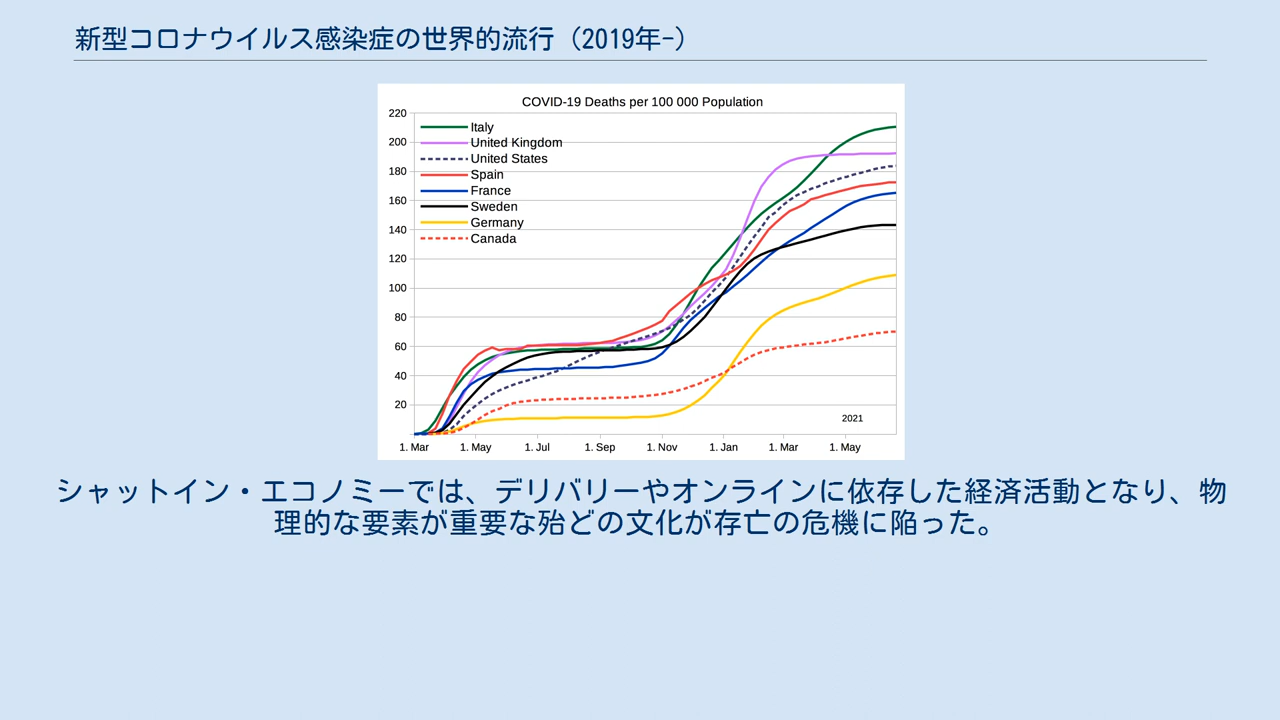 新型コロナウイルス感染症の世界的流行（2019年-）
COVID-19 Deaths per 100 000 Population
220
200
180
160
140
120
100
80
60
40
20
Italy
United Kingdom
United States
Spain
France
Sweden
Germany
Canada
2021
1. Mar
1. May
1. Jul
1. Sep
1. Nov
1. Jan
1. Mar
1. May
シャットイン・エコノミーでは、デリバリーやオンラインに依存した経済活動となり、物
理的な要素が重要な殆どの文化が存亡の危機に陥った。